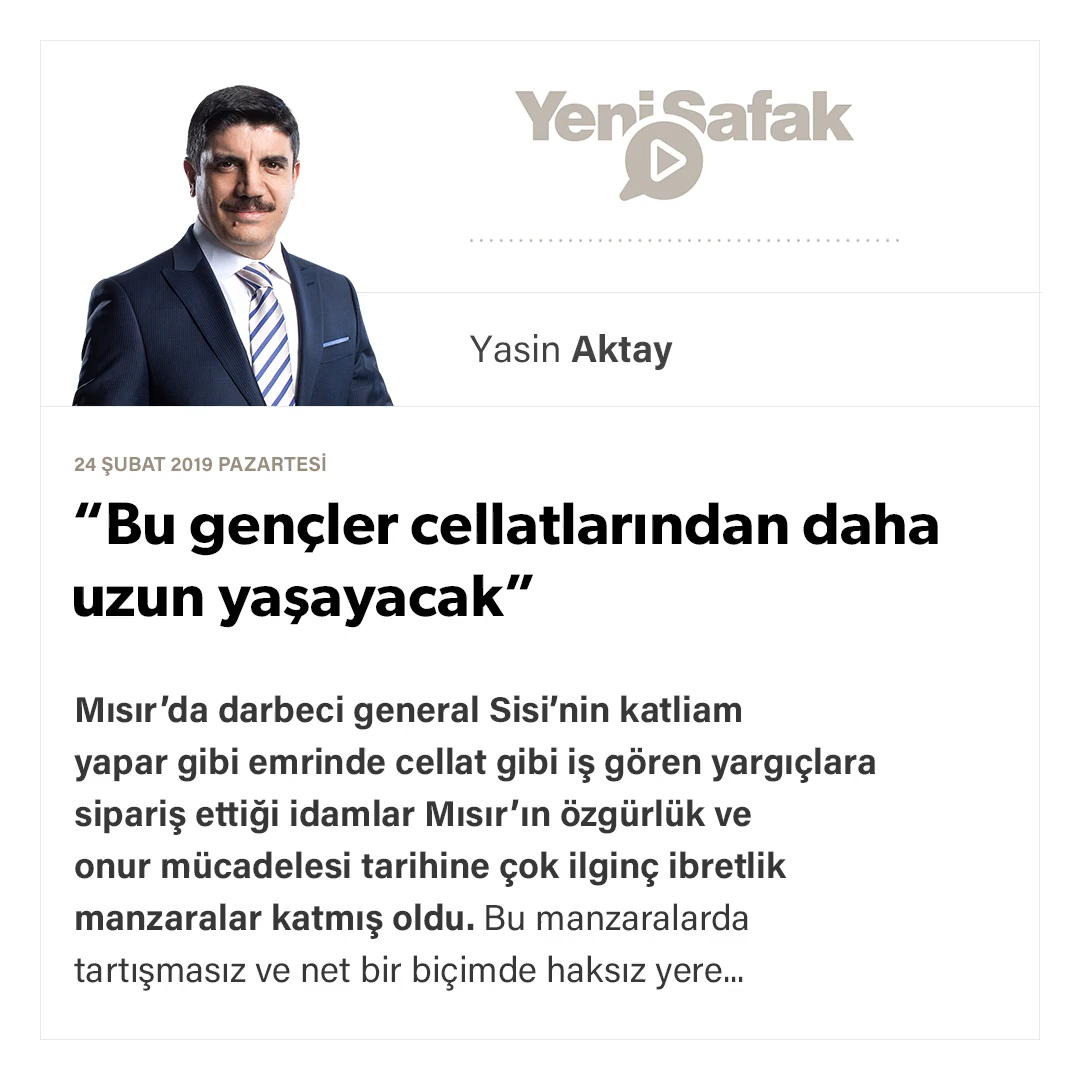 YeniŞafak
Yasin Aktay
24 ŞUBAT 2019 PAZARTESİ
“Bu gençler cellatlarından daha
uzun yaşayacak”
Mısır’da darbeci general Sisi’nin katliam
yapar gibi emrinde cellat gibi iş gören yargıçlara
sipariş ettiği idamlar Mısır’ın özgürlük ve
onur mücadelesi tarihine çok ilginç ibretlik
manzaralar katmış oldu. Bu manzaralarda
tartışmasız ve net bir biçimde haksız yere...